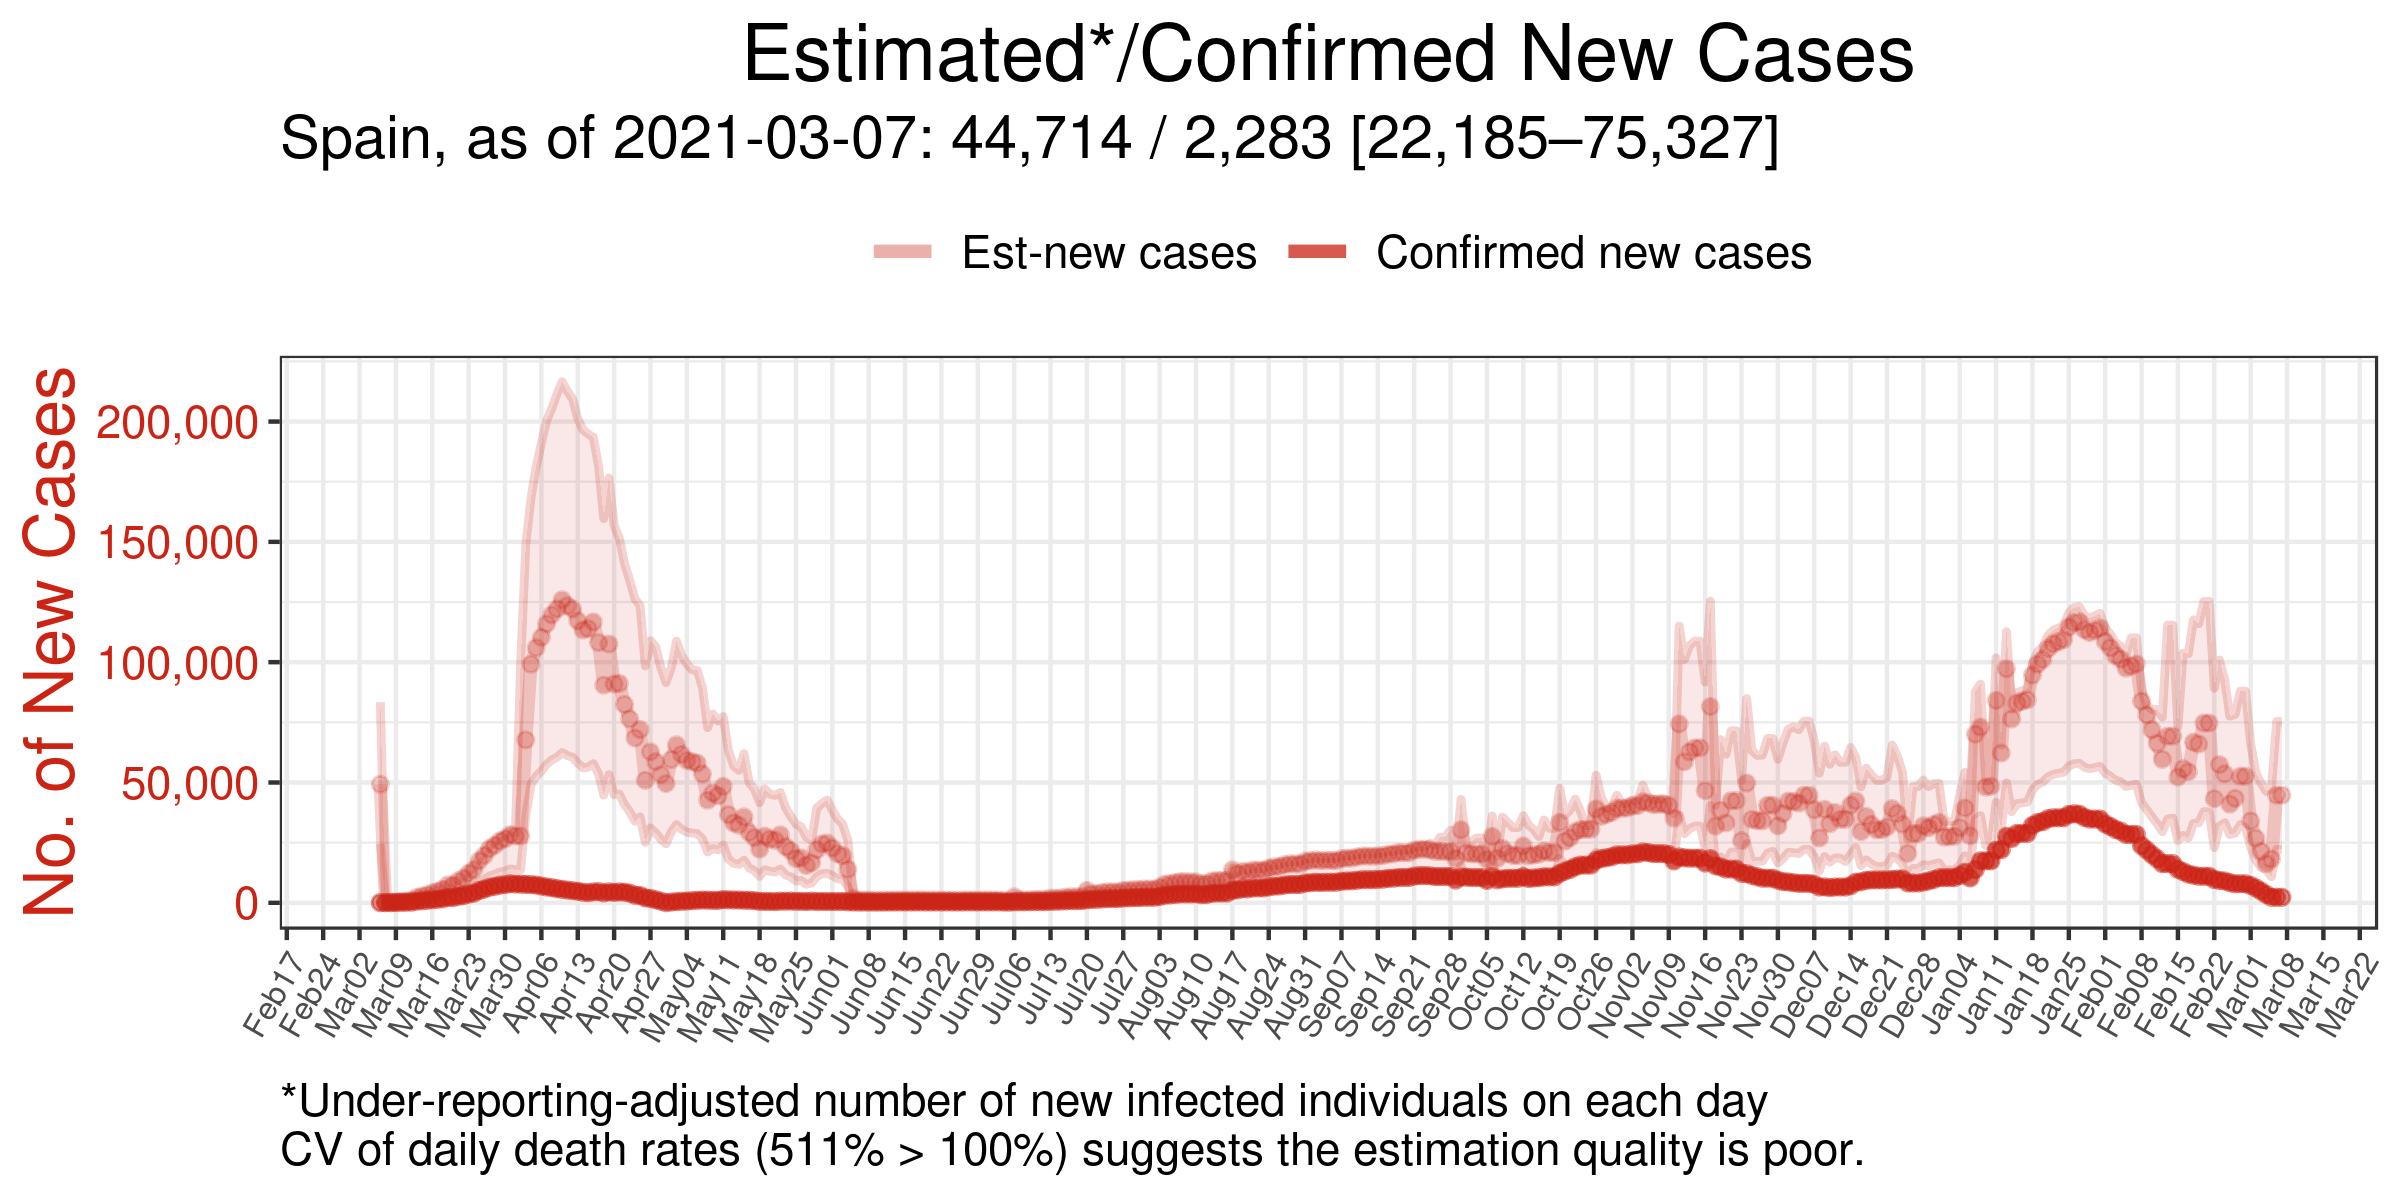 Estimated*/Confirmed New Cases
Spain, as of 2021-03-07: 44,714 / 2,283 [22,185–75,327]
Est-new cases
Confirmed new cases
No. of New Cases
200,000
150,000
100,000
50,000
0
Feb17
Feb24
Mar02
Mar09
Mar16
Mar23
Mar30
Apr06
Apr13
Apr20
Apr27
May04
May11
May18
May25
Jun01
Jun08
Jun15
Jun22
Jun29
Jul06
Jul13
Jul20
Jul27
Aug03
Aug10
Aug17
Aug24
Aug31
Sep07
Sep14
Sep21
Sep28
Oct05
Oct12
Oct19
Oct26
Nov02
Nov09
Nov16
Nov23
Nov30
Dec07
Dec14
Dec21
Dec28
Jan04
Jan11
Jan18
Jan25
Feb01
Feb08
Feb15
Feb22
Mar01
Mar08
Mar15
Mar22
*Under-reporting-adjusted number of new infected individuals on each day
CV of daily death rates (511% > 100%) suggests the estimation quality is poor.